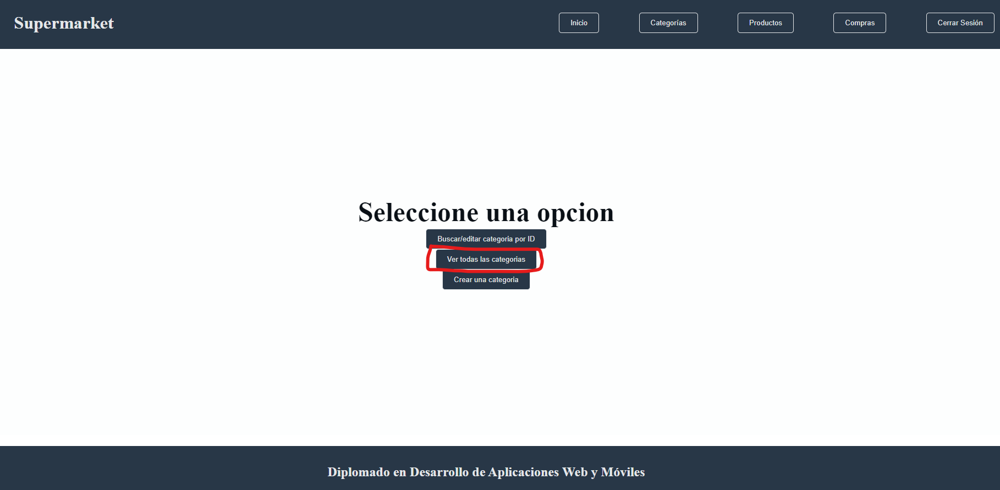 Supermarket
Inicio
Categorías
Productos
Compras
Cerrar Sesión
Seleccione una opcion
Buscar/editar categoria por ID
Ver todas las categorias
Crear una categoria
Diplomado en Desarrollo de Aplicaciones Web y Móviles